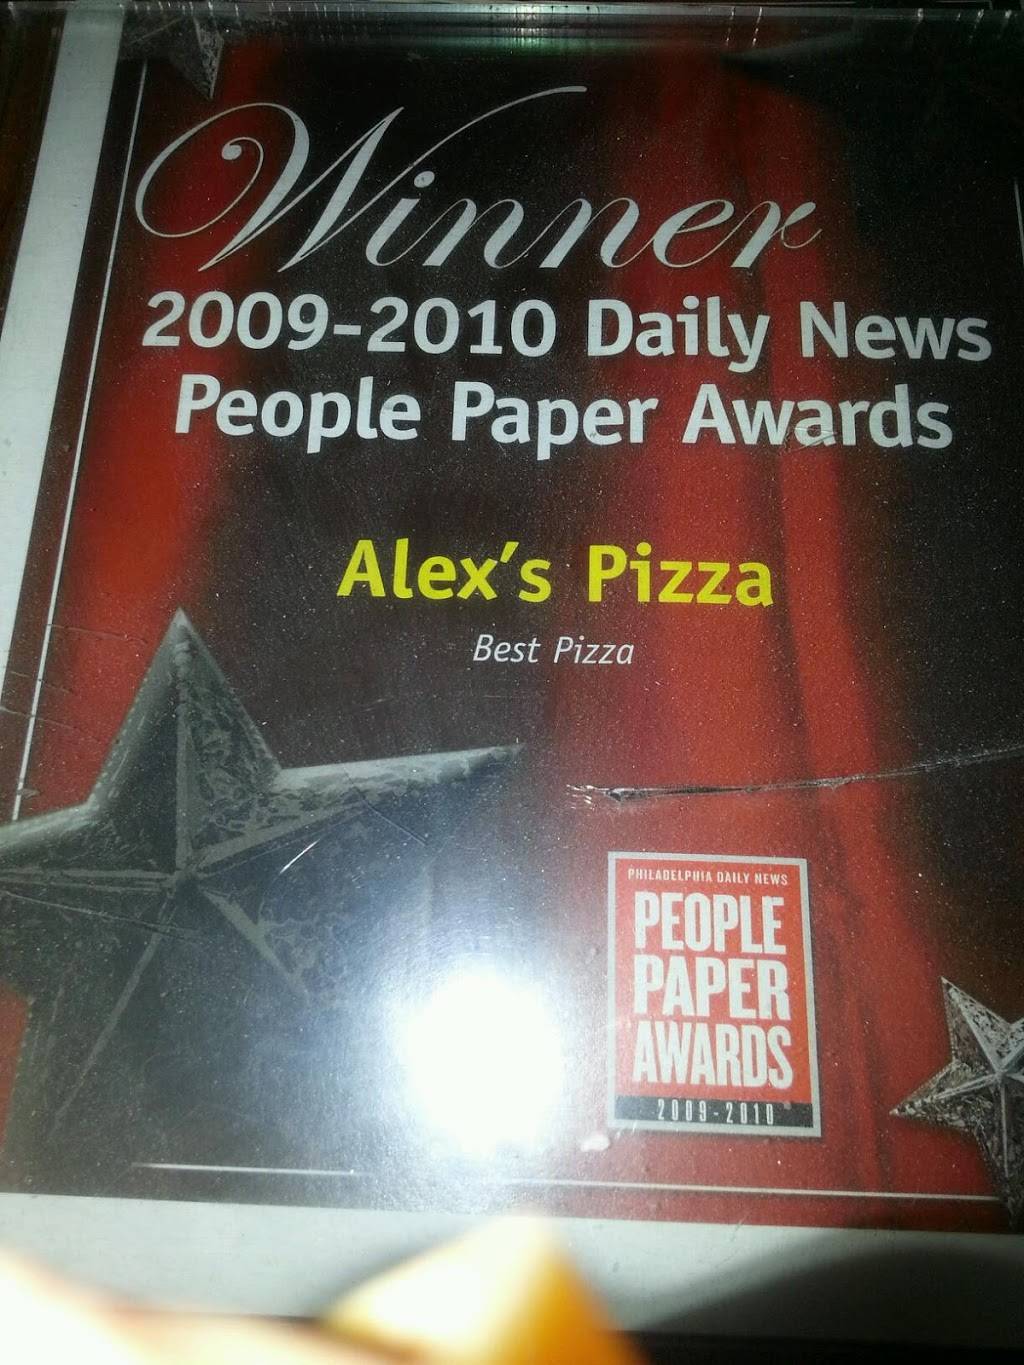 Winner
2009-2010 Daily News
People Paper Awards
Alex's Pizza
Best Pizza
PHILADELPHIA DAILY NEWS
PEOPLE
PAPER
AWARDS
2009-2010